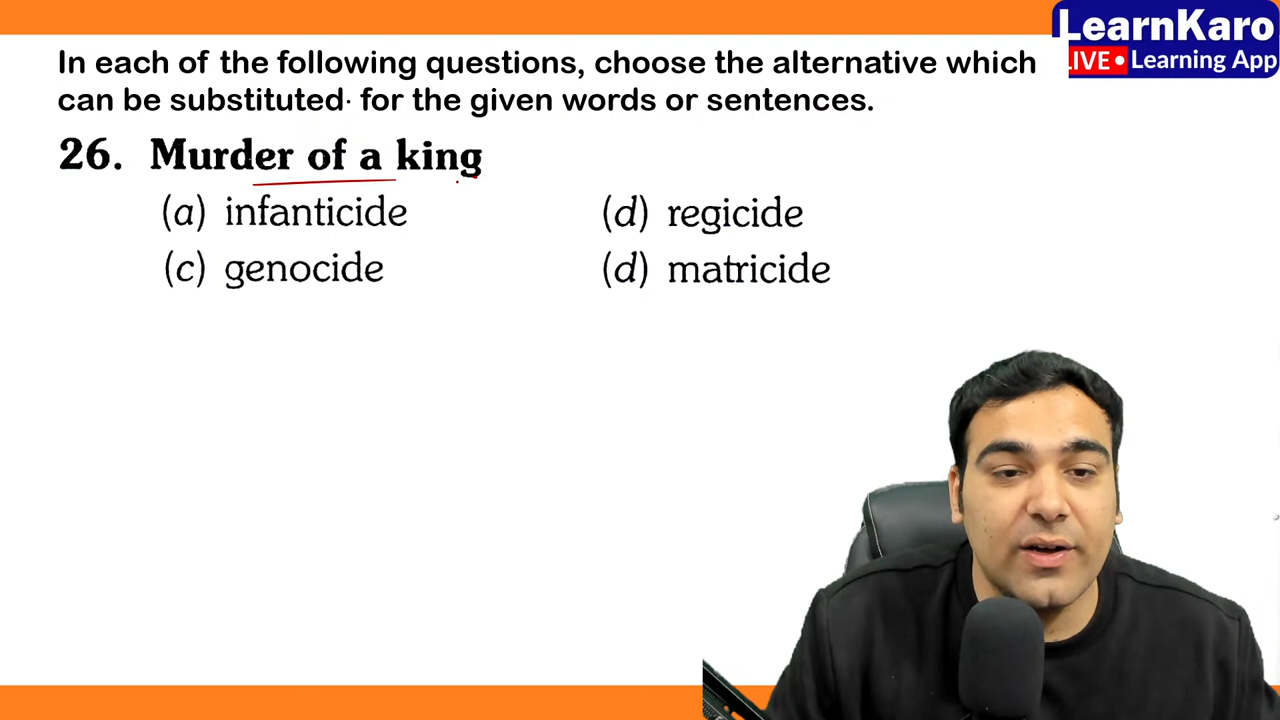 LearnKaro
LIVE • Learning App
In each of the following questions, choose the alternative which
can be substituted for the given words or sentences.
26. Murder of a king
(a) infanticide (d) regicide
(c) genocide (d) matricide